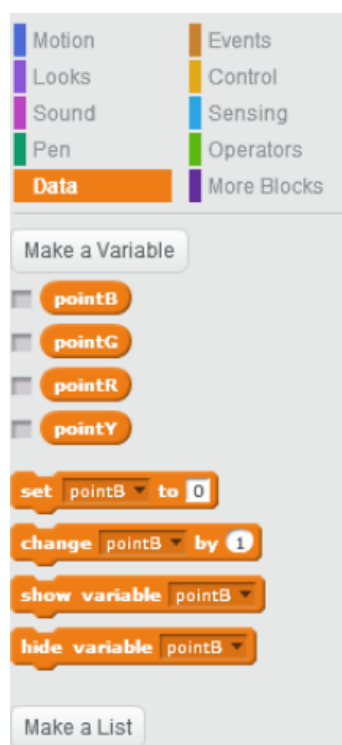 Motion Events
Looks Control
Sound Sensing
Pen Operators
Data More Blocks
Make a Variable
pointB
pointG
pointR
pointY
set pointB to 0
change pointB by 1
show variable pointB
hide variable pointB
Make a List